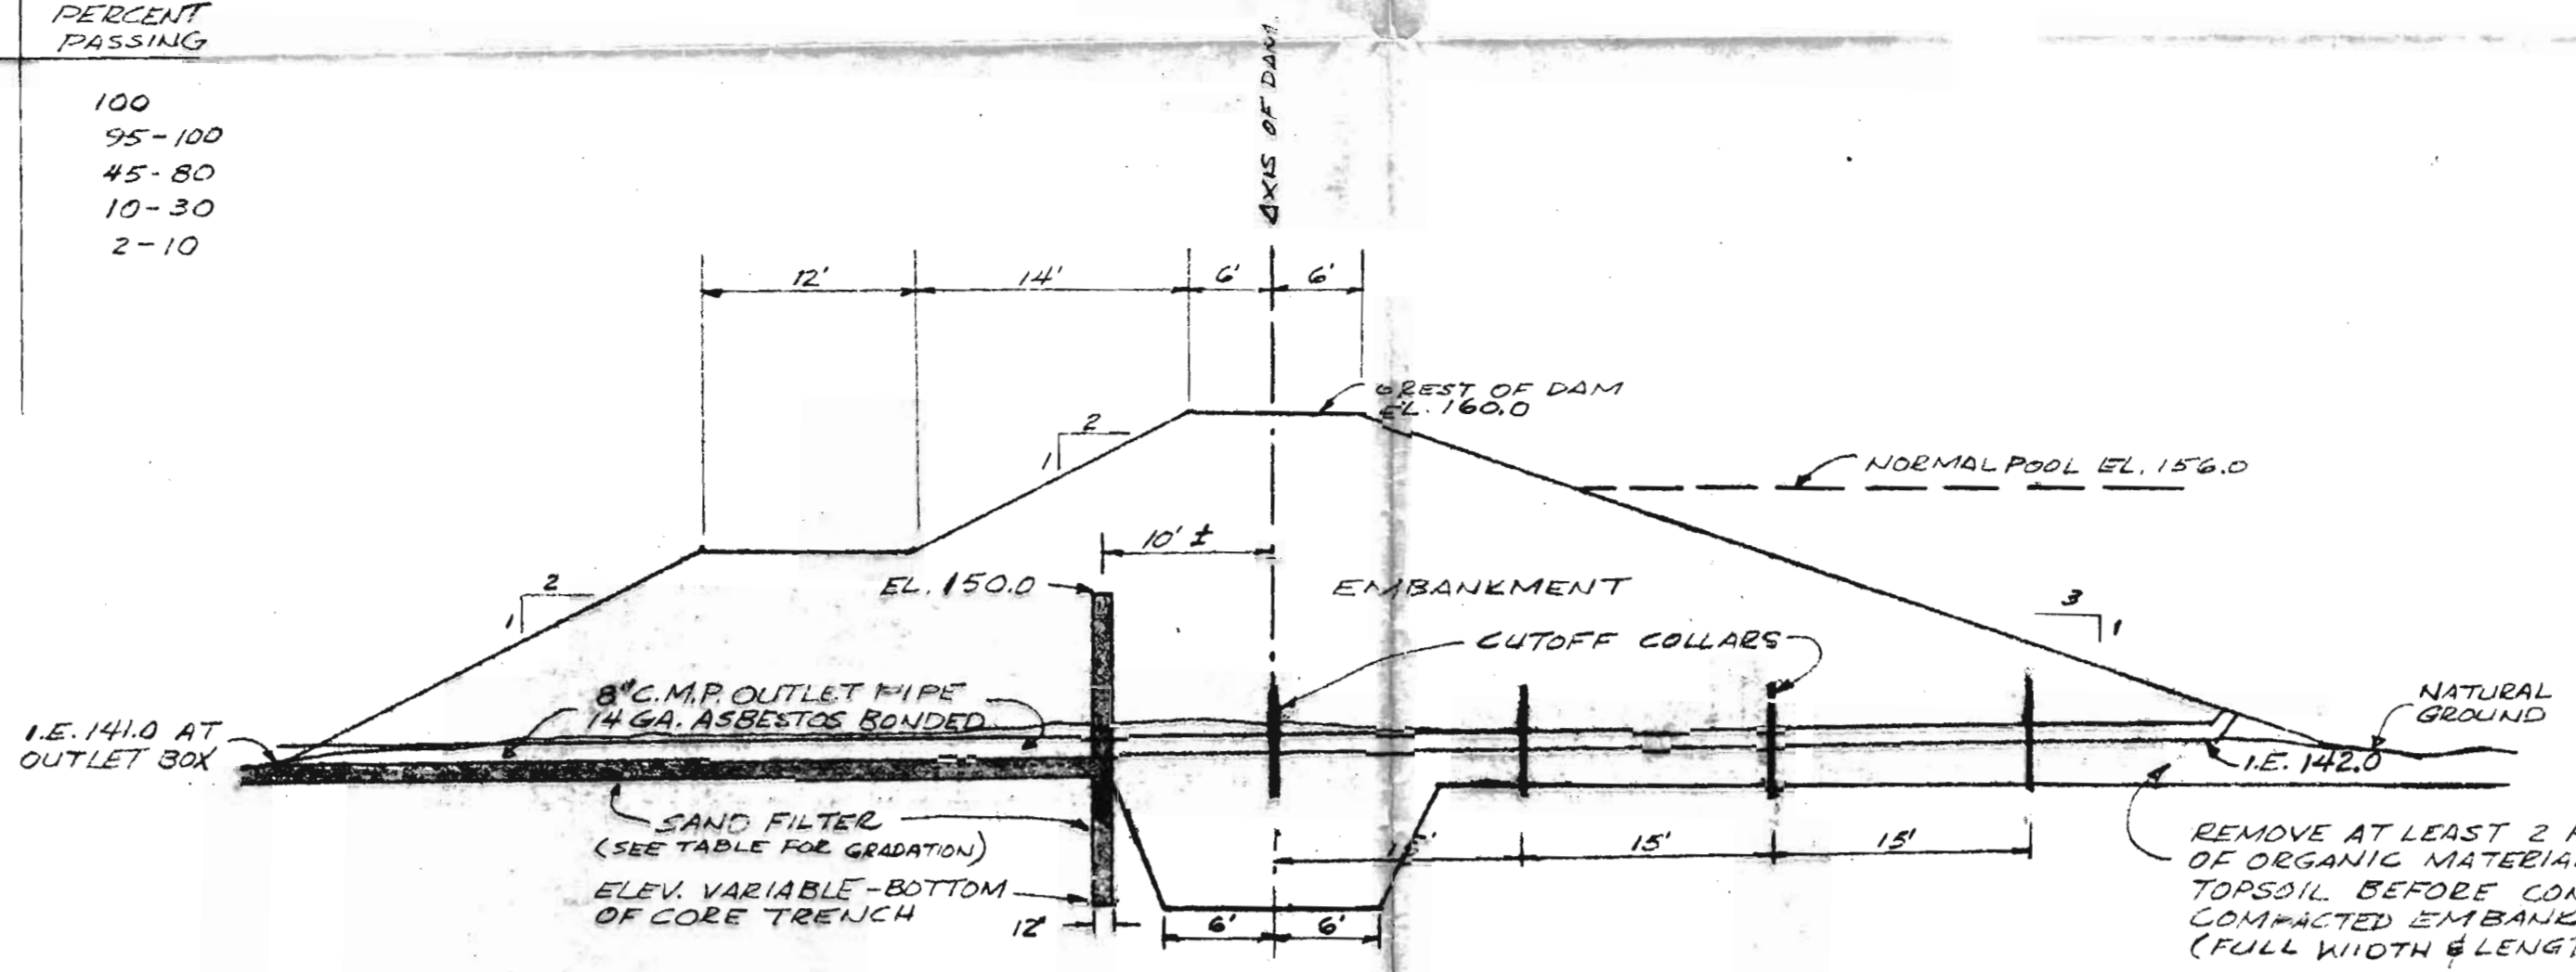 PERCENT
PASSING
100
95-100
45-80
10-30
2-10
AXIS OF DAM
12'
14'
6'
6'
CREST OF DAM
EL. 160.0
2
1
NORMAL POOL EL. 156.0
10' ±
EL. 150.0
EMBANKMENT
2
1
3
1
CUTOFF COLLARS
8" C.M.P. OUTLET PIPE
14 GA. ASBESTOS BONDED
NATURAL
GROUND
I.E. 141.0 AT
OUTLET BOX
I.E. 142.0
SAND FILTER
(SEE TABLE FOR GRADATION)
15'
15'
ELEV. VARIABLE-BOTTOM
OF CORE TRENCH
12"
6'
6'
REMOVE AT LEAST 2
OF ORGANIC
TOPSOIL BEFORE
COMPACTED
(FULL WIDTH &